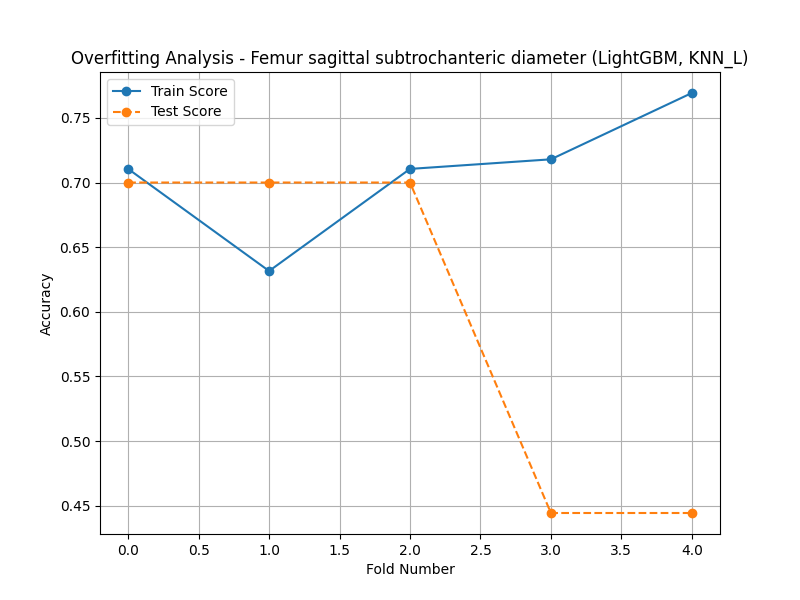 Overfitting Analysis - Femur sagittal subtrochanteric diameter (LightGBM, KNN_L)
Train Score
Test Score
0.75
0.70
0.65
0.60
0.55
0.50
0.45
Accuracy
0.0 0.5 1.0 1.5 2.0 2.5 3.0 3.5 4.0
Fold Number